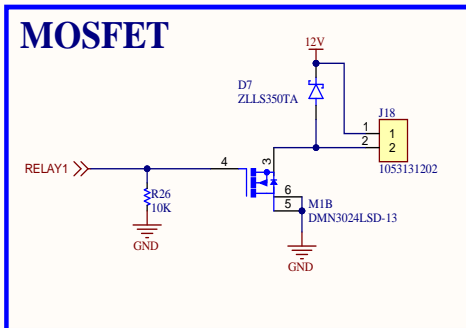 MOSFET
12V
D7
ZLLS350TA
J18
1
1
2
2
1053131202
RELAY1
4
3
R26
10K
6
5
M1B
DMN3024LSD-13
GND
GND